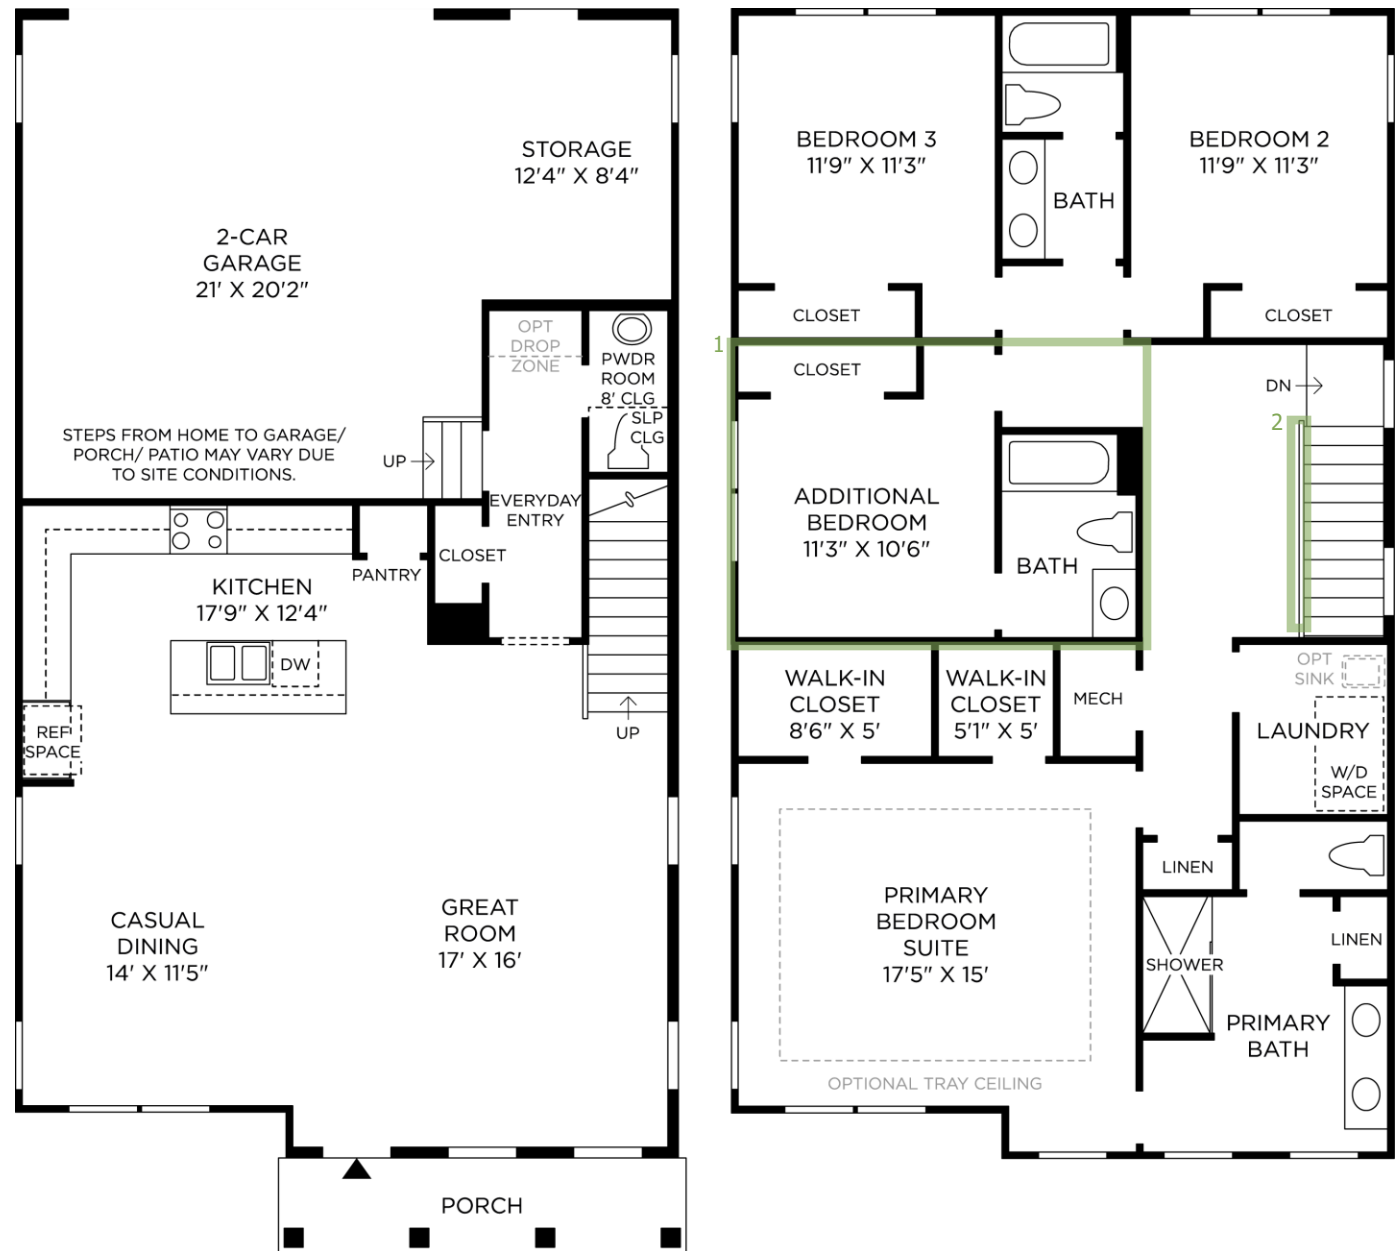 STORAGE
12'4" X 8'4"
2-CAR
GARAGE
21' X 20'2"
OPT
DROP
ZONE
PWDR
ROOM
8' CLG
SLP
CLG
STEPS FROM HOME TO GARAGE/
PORCH/ PATIO MAY VARY DUE
TO SITE CONDITIONS.
UP
EVERYDAY
ENTRY
CLOSET
PANTRY
KITCHEN
17'9" X 12'4"
DW
REF
SPACE
UP
CASUAL
DINING
14' X 11'5"
GREAT
ROOM
17' X 16'
PORCH
BEDROOM 3
11'9" X 11'3"
BATH
BEDROOM 2
11'9" X 11'3"
CLOSET
CLOSET
1
CLOSET
DN
2
ADDITIONAL
BEDROOM
11'3" X 10'6"
BATH
WALK-IN
CLOSET
8'6" X 5'
WALK-IN
CLOSET
5'1" X 5'
MECH
OPT
SINK
LAUNDRY
W/D
SPACE
LINEN
PRIMARY
BEDROOM
SUITE
17'5" X 15'
OPTIONAL TRAY CEILING
SHOWER
LINEN
PRIMARY
BATH